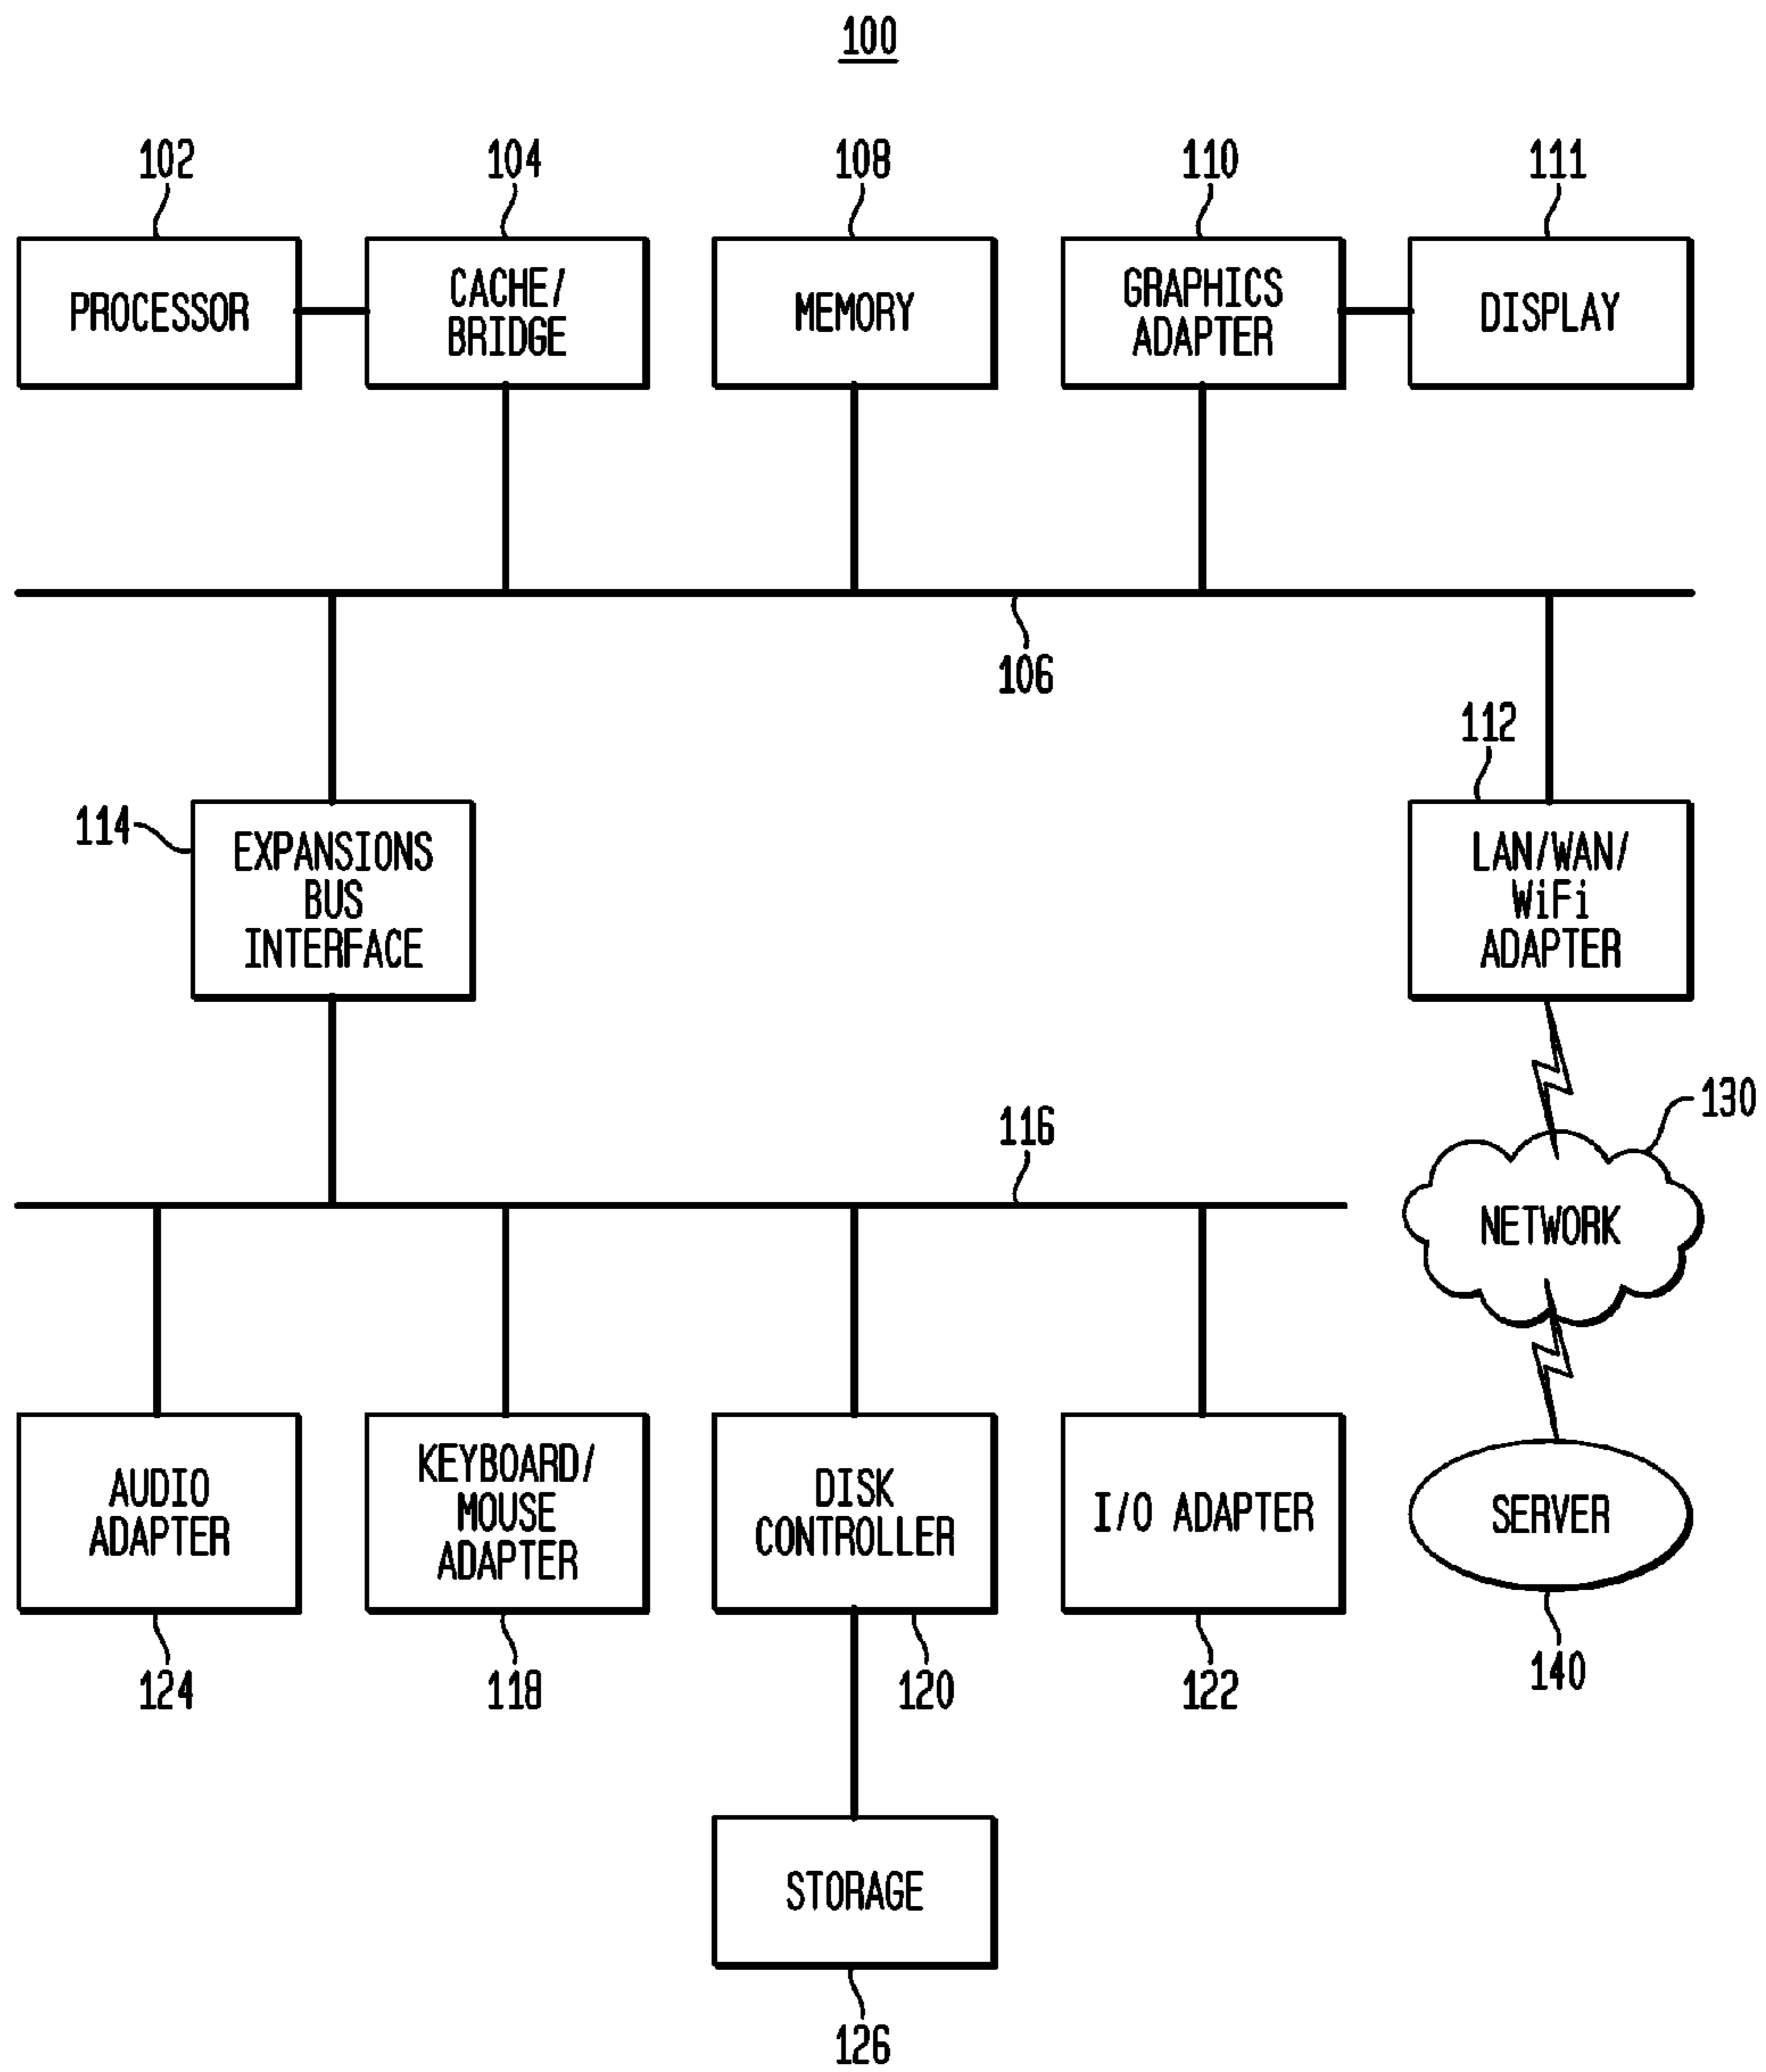 100
102
104
108
110
111
PROCESSOR
CACHE/
BRIDGE
MEMORY
GRAPHICS
ADAPTER
DISPLAY
106
112
114
EXPANSIONS
BUS
INTERFACE
LAN/WAN/
WiFi
ADAPTER
130
116
NETWORK
AUDIO
ADAPTER
KEYBOARD/
MOUSE
ADAPTER
DISK
CONTROLLER
I/O ADAPTER
SERVER
124
118
120
122
140
STORAGE
126